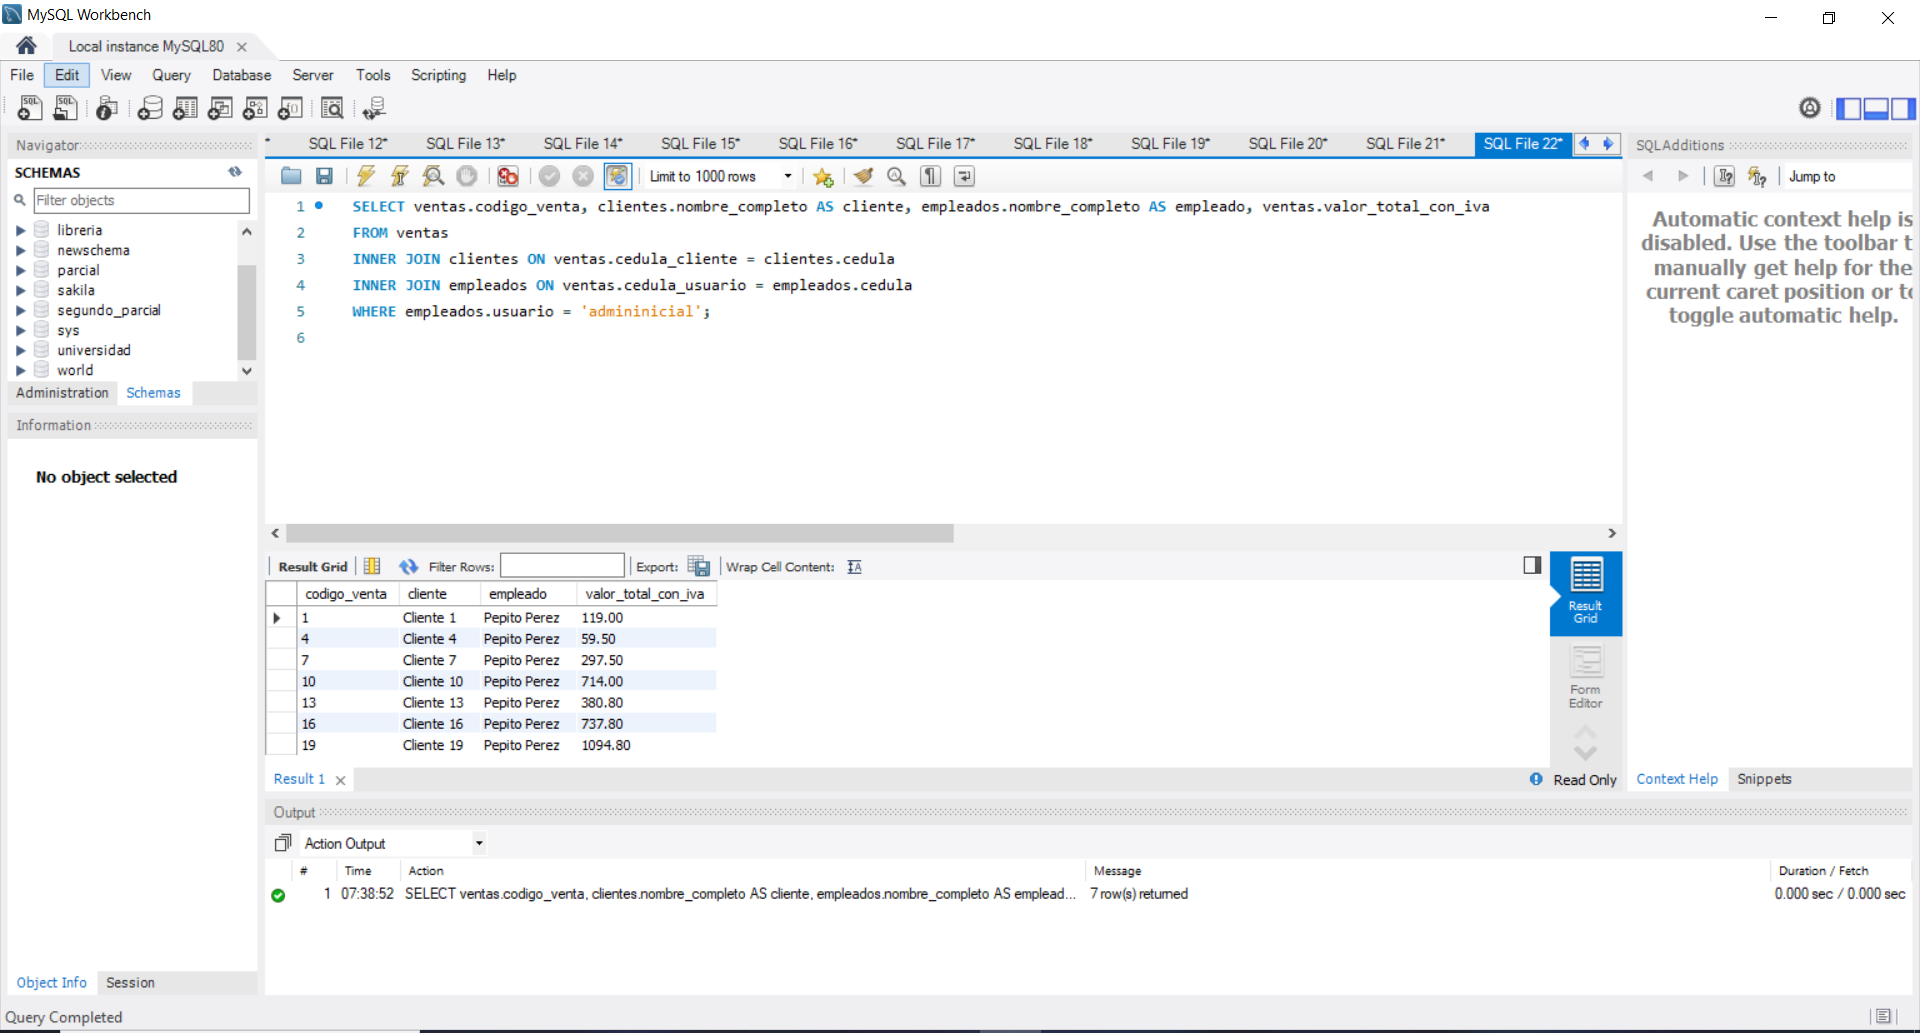 MySQL Workbench
Local instance MySQL80
File Edit View Query Database Server Tools Scripting Help
Navigator
SCHEMAS
Filter objects
libreria
newschema
parcial
sakila
segundo_parcial
sys
universidad
world
Administration Schemas
Information
No object selected
Object Info Session
Query Completed
* SQL File 12* SQL File 13* SQL File 14* SQL File 15* SQL File 16* SQL File 17* SQL File 18* SQL File 19* SQL File 20* SQL File 21* SQL File 22*
Limit to 1000 rows
1 SELECT ventas.codigo_venta, clientes.nombre_completo AS cliente, empleados.nombre_completo AS empleado, ventas.valor_total_con_iva
2 FROM ventas
3 INNER JOIN clientes ON ventas.cedula_cliente = clientes.cedula
4 INNER JOIN empleados ON ventas.cedula_usuario = empleados.cedula
5 WHERE empleados.usuario = 'admininicial';
6
Result Grid Filter Rows: Export: Wrap Cell Content:
codigo_venta cliente empleado valor_total_con_iva
1 Cliente 1 Pepito Perez 119.00
4 Cliente 4 Pepito Perez 59.50
7 Cliente 7 Pepito Perez 297.50
10 Cliente 10 Pepito Perez 714.00
13 Cliente 13 Pepito Perez 380.80
16 Cliente 16 Pepito Perez 737.80
19 Cliente 19 Pepito Perez 1094.80
Result
Grid
Form
Editor
Result 1
Read Only
SQLAdditions
Jump to
Automatic context help is
disabled. Use the toolbar t
manually get help for the
current caret position or to
toggle automatic help.
Context Help Snippets
Output
Action Output
# Time Action Message Duration / Fetch
1 07:38:52 SELECT ventas.codigo_venta, clientes.nombre_completo AS cliente, empleados.nombre_completo AS emplead... 7 row(s) returned 0.000 sec / 0.000 sec